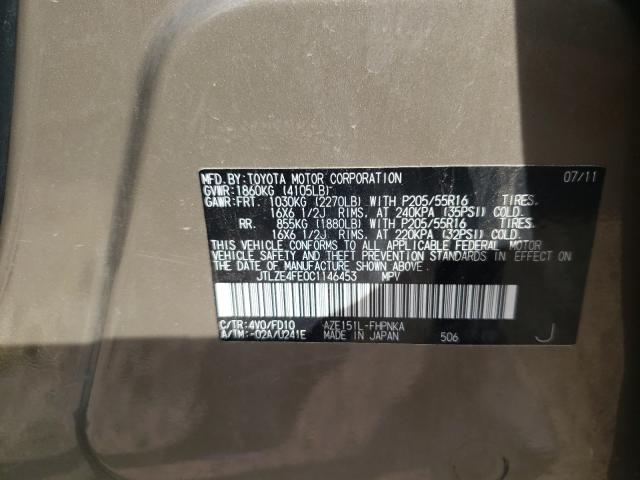 MFD.BY:TOYOTA MOTOR CORPORATION 07/11
GVWR:1860KG (4105LB)
GAWR:FRT. 1030KG (2270LB) WITH P205/55R16 TIRES.
16X6 1/2J RIMS. AT 240KPA (35PSI) COLD.
RR. 855KG (1880LB) WITH P205/55R16 TIRES.
16X6 1/2J RIMS. AT 220KPA (32PSI) COLD.
THIS VEHICLE CONFORMS TO ALL APPLICABLE FEDERAL MOTOR
VEHICLE SAFETY AND THEFT PREVENTION STANDARDS IN EFFECT ON
THE DATE OF MANUFACTURE SHOWN ABOVE.
JTLZE4FE0C1146453 MPV
C/TR:4V0/FD10 AZE151L-FHPNKA
A/TM:-02A/U241E MADE IN JAPAN 506 J